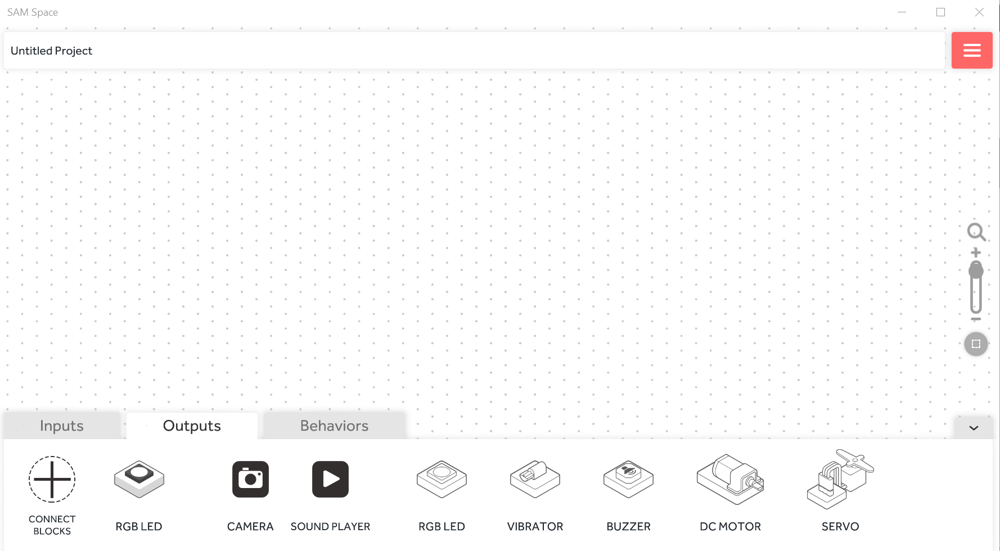 SAM Space
Untitled Project
Inputs
Outputs
Behaviors
CONNECT
BLOCKS
RGB LED
CAMERA
SOUND PLAYER
RGB LED
VIBRATOR
BUZZER
DC MOTOR
SERVO